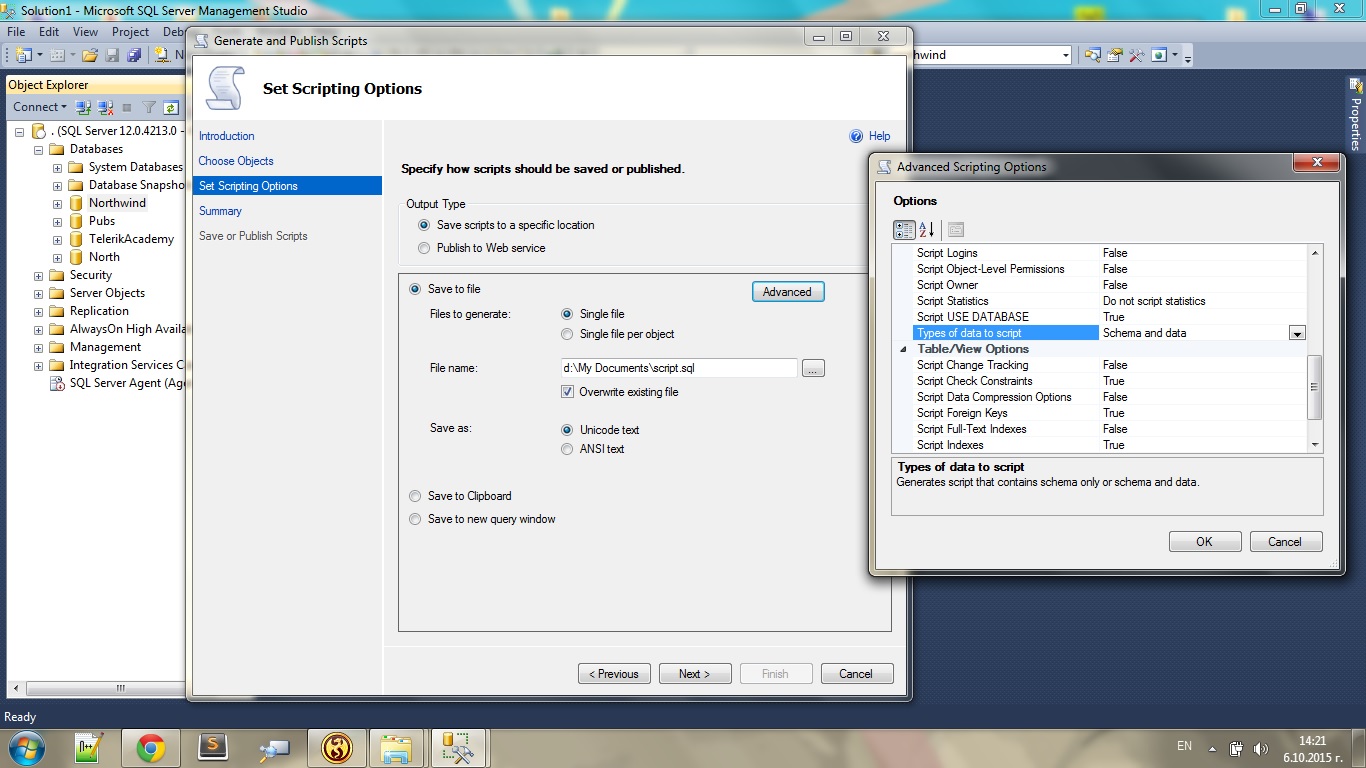 Solution1 - Microsoft SQL Server Management Studio
File Edit View Project
Object Explorer
Connect
. (SQL Server 12.0.4213.0 -
Databases
System Databases
Database Snapsho
Northwind
Pubs
TelerikAcademy
North
Security
Server Objects
Replication
AlwaysOn High Availa
Management
Integration Services C
SQL Server Agent (Age
Generate and Publish Scripts
Set Scripting Options
Introduction
Choose Objects
Set Scripting Options
Summary
Save or Publish Scripts
Help
Specify how scripts should be saved or published.
Output Type
Save scripts to a specific location
Publish to Web service
Save to file
Advanced
Files to generate:
Single file
Single file per object
File name:
d:\My Documents\script.sql
...
Overwrite existing file
Save as:
Unicode text
ANSI text
Save to Clipboard
Save to new query window
< Previous
Next >
Finish
Cancel
hwind
Properties
Advanced Scripting Options
Options
Script Logins False
Script Object-Level Permissions False
Script Owner False
Script Statistics Do not script statistics
Script USE DATABASE True
Types of data to script Schema and data
Table/View Options
Script Change Tracking False
Script Check Constraints True
Script Data Compression Options False
Script Foreign Keys True
Script Full-Text Indexes False
Script Indexes True
Types of data to script
Generates script that contains schema only or schema and data.
OK
Cancel
Ready
EN
14:21
6.10.2015 г.